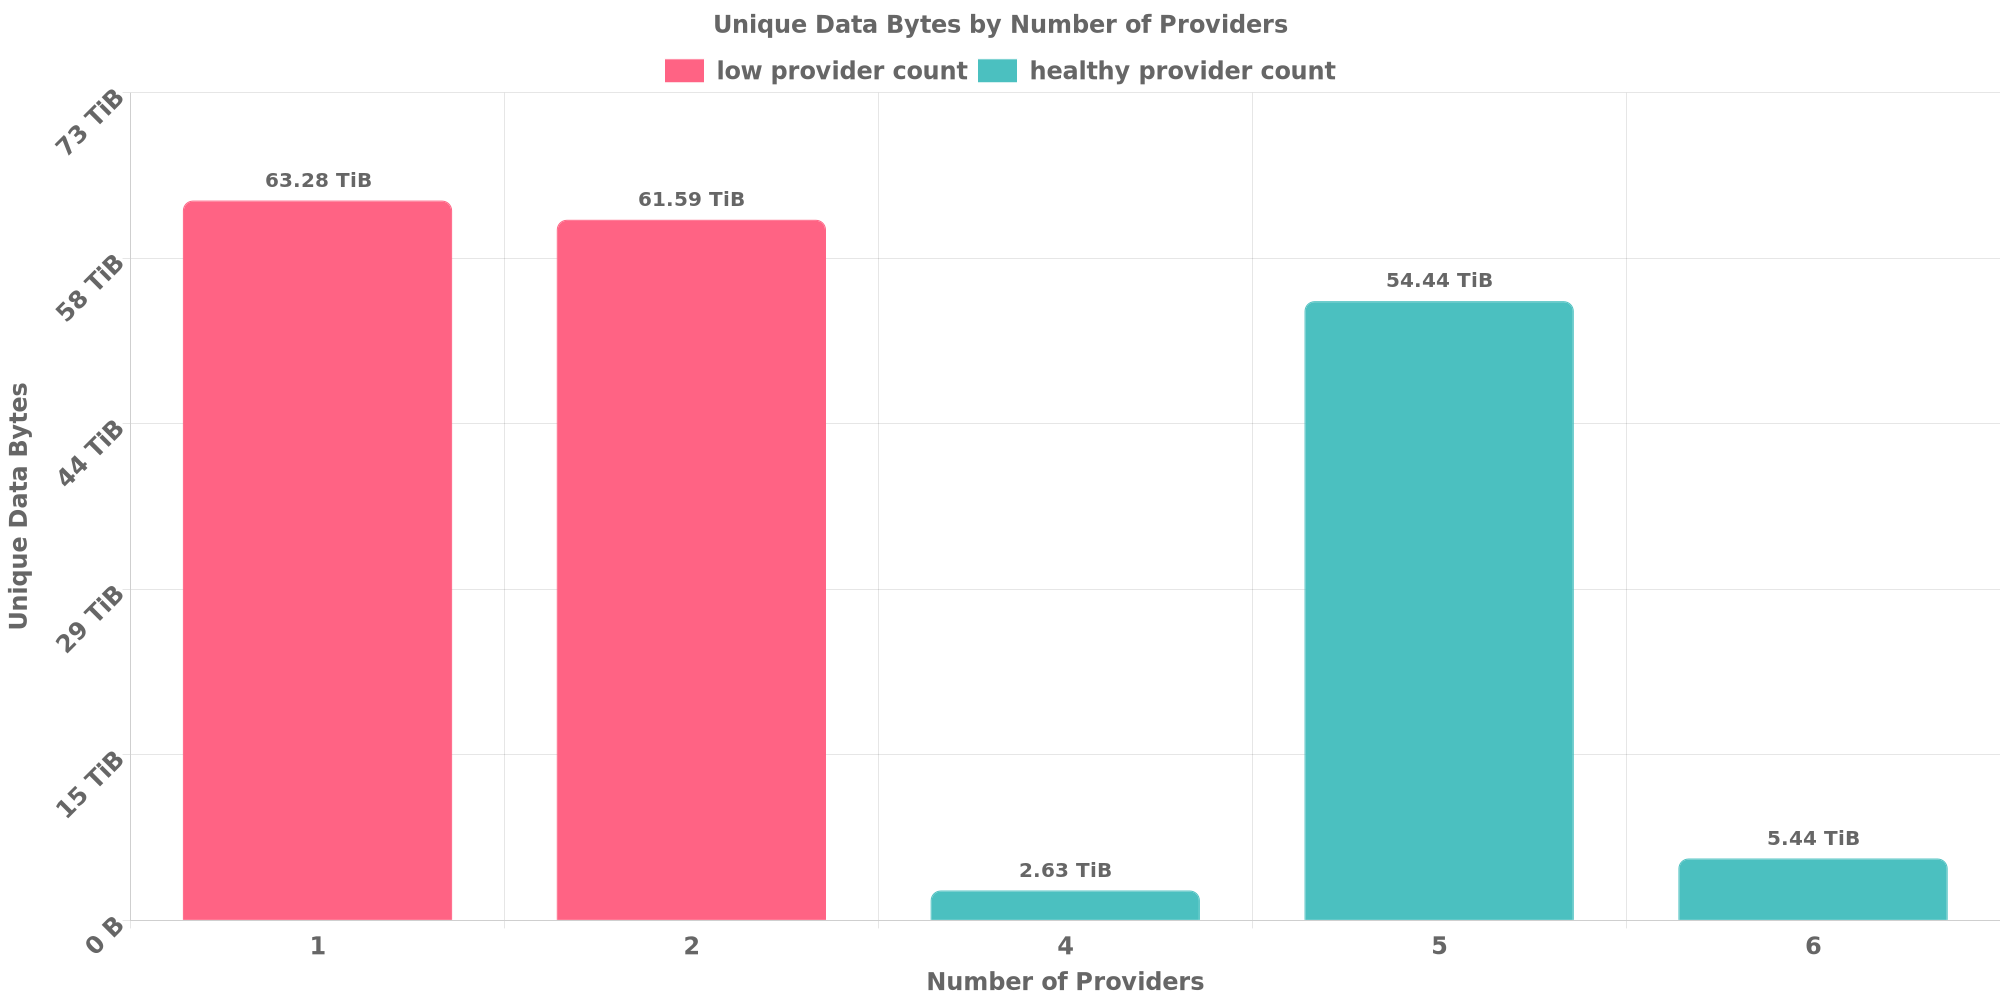 Unique Data Bytes by Number of Providers
low provider count healthy provider count
73 TiB
58 TiB
44 TiB
29 TiB
15 TiB
0 B
Unique Data Bytes
63.28 TiB
61.59 TiB
2.63 TiB
54.44 TiB
5.44 TiB
1 2 4 5 6
Number of Providers